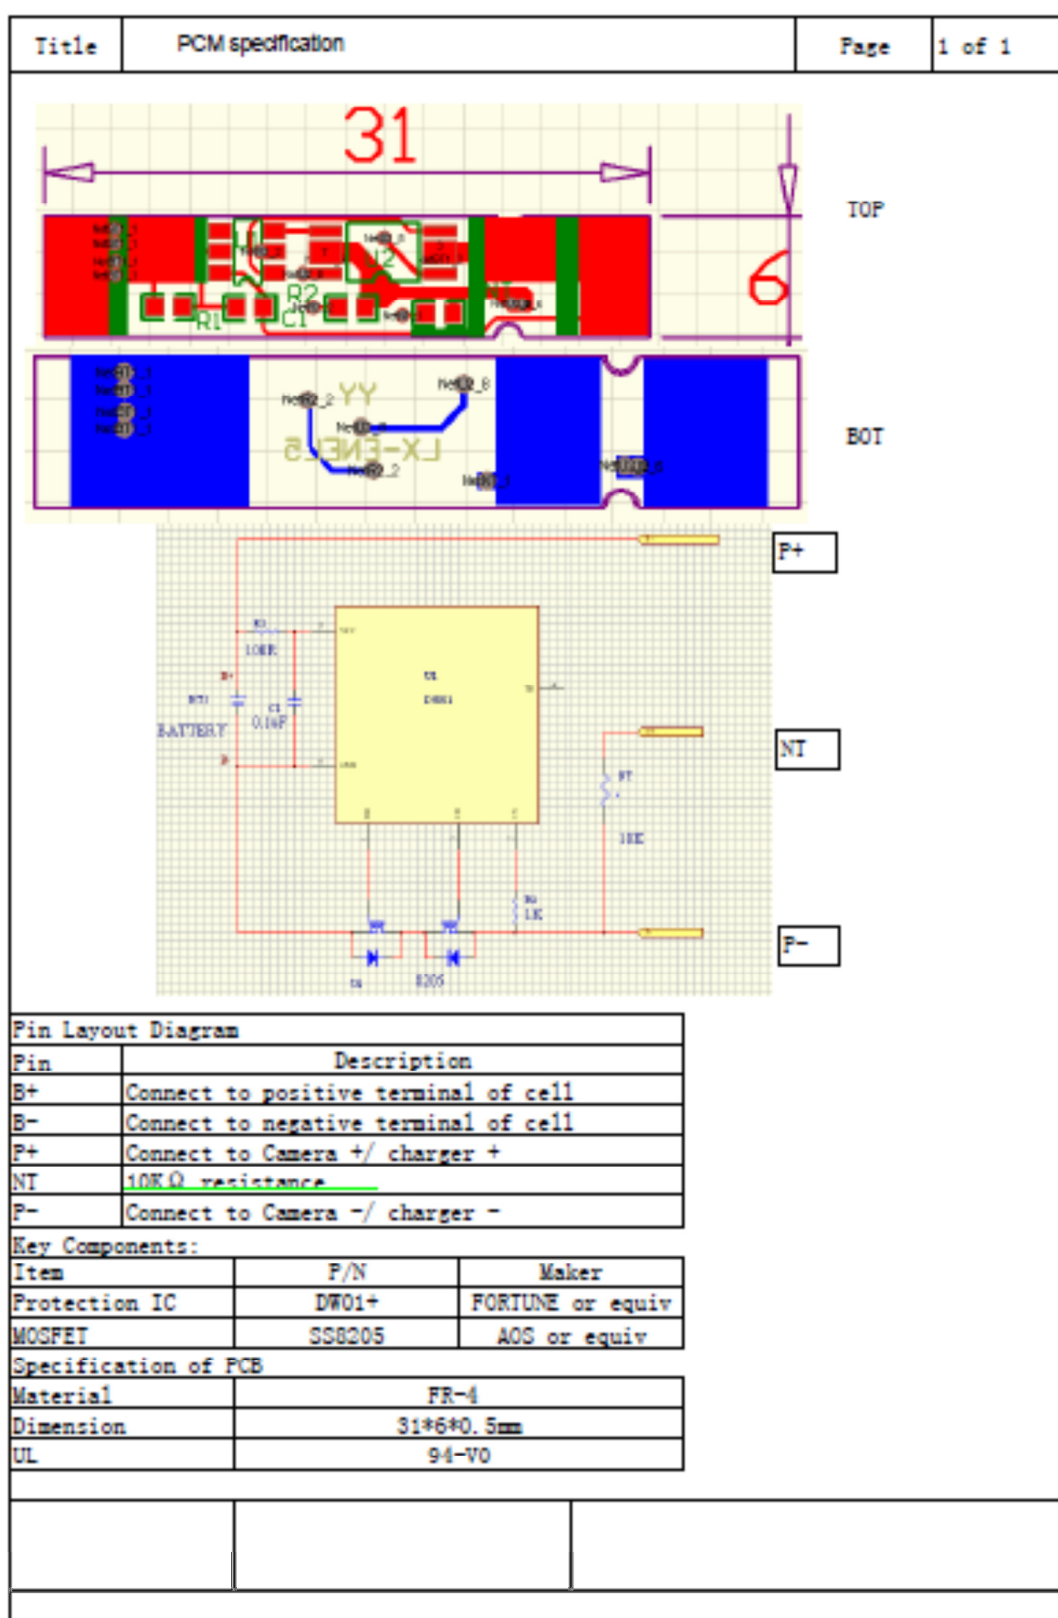 Title PCM specification Page 1 of 1
31
TOP
6
U2
R2
R1 C1
YY
LX-ENEL5
BOT
P+
BATTERY
0.1uF
NT
10K
1K
8205
P-
Pin Layout Diagram
Pin Description
B+ Connect to positive terminal of cell
B- Connect to negative terminal of cell
P+ Connect to Camera +/ charger +
NT 10KΩ resistance
P- Connect to Camera -/ charger -
Key Components:
Item P/N Maker
Protection IC DW01+ FORTUNE or equiv
MOSFET SS8205 AOS or equiv
Specification of PCB
Material FR-4
Dimension 31*6*0.5mm
UL 94-V0